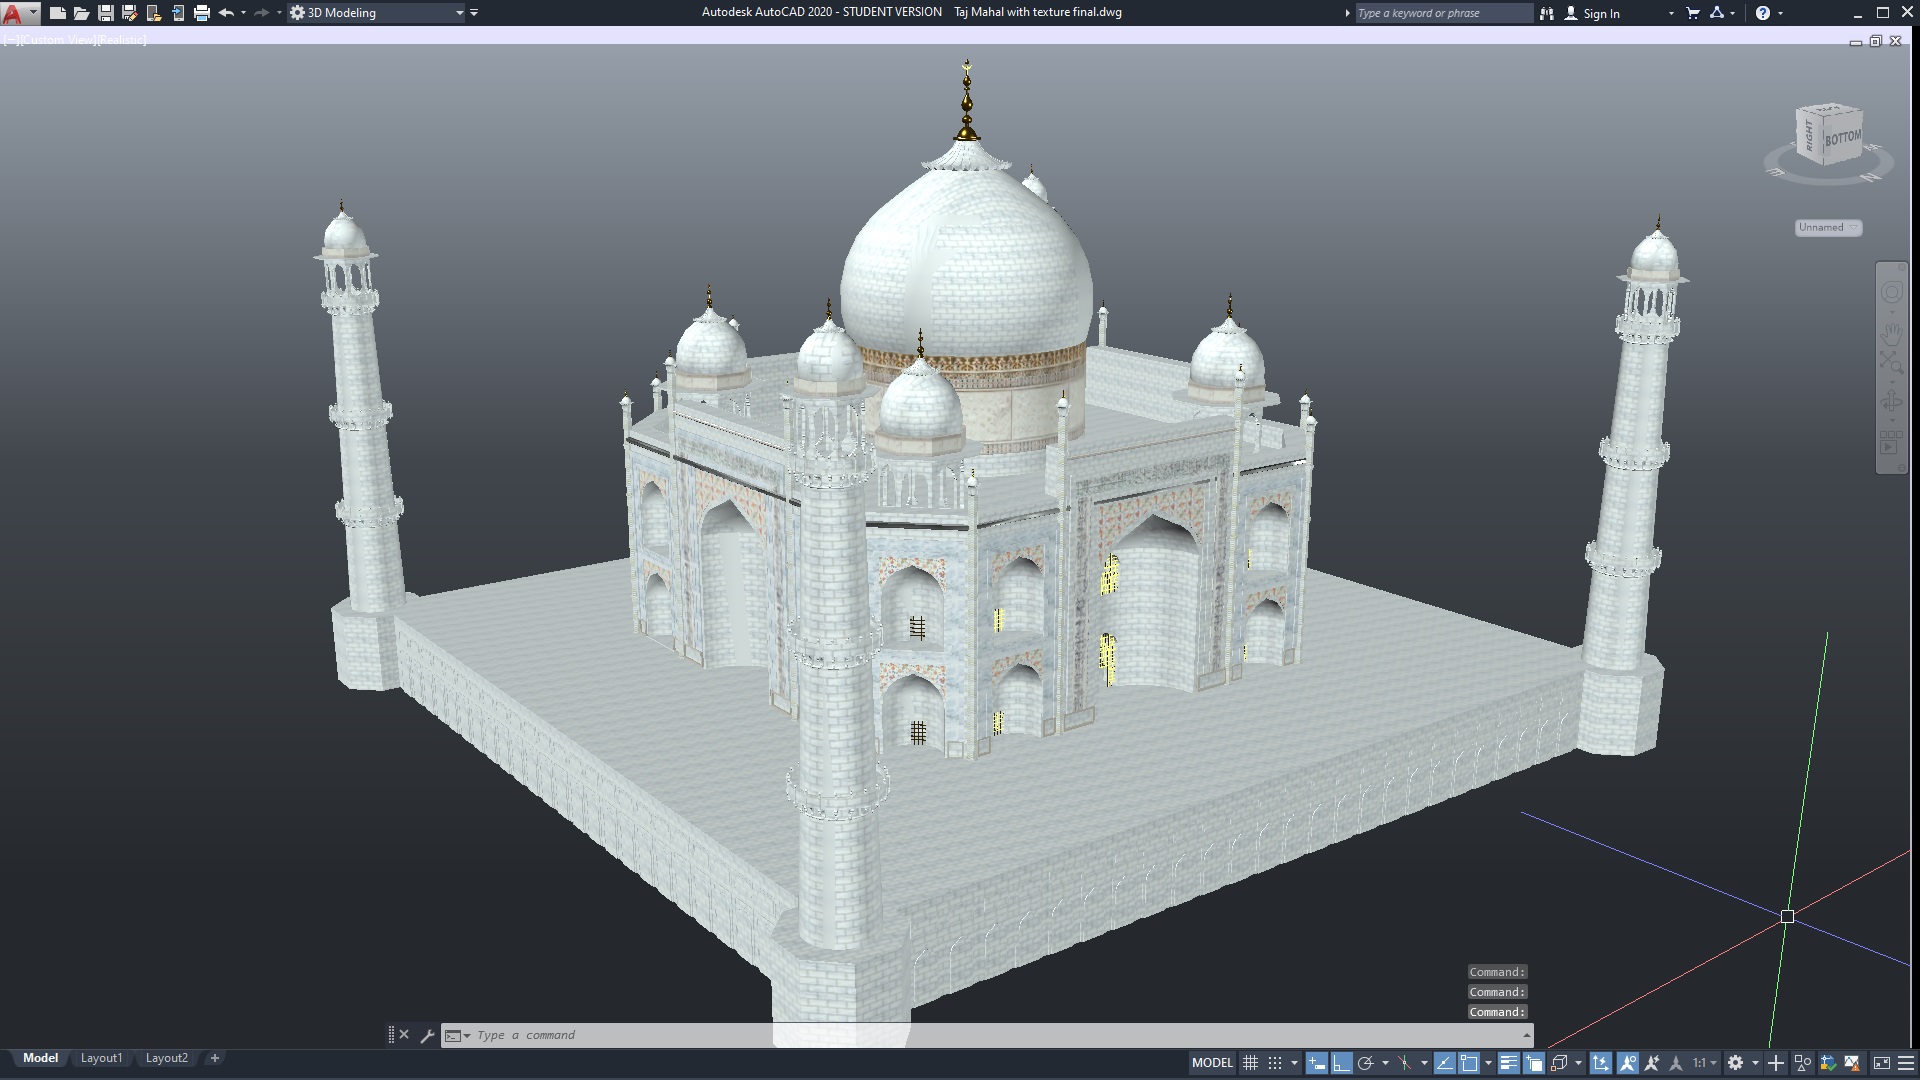 3D Modeling
Autodesk AutoCAD 2020 - STUDENT VERSION Taj Mahal with texture final.dwg
Type a keyword or phrase
Sign In
[−][Custom View][Realistic]
RIGHT
BOTTOM
E
N
Unnamed
Command:
Command:
Command:
Type a command
Model
Layout1
Layout2
MODEL
1:1